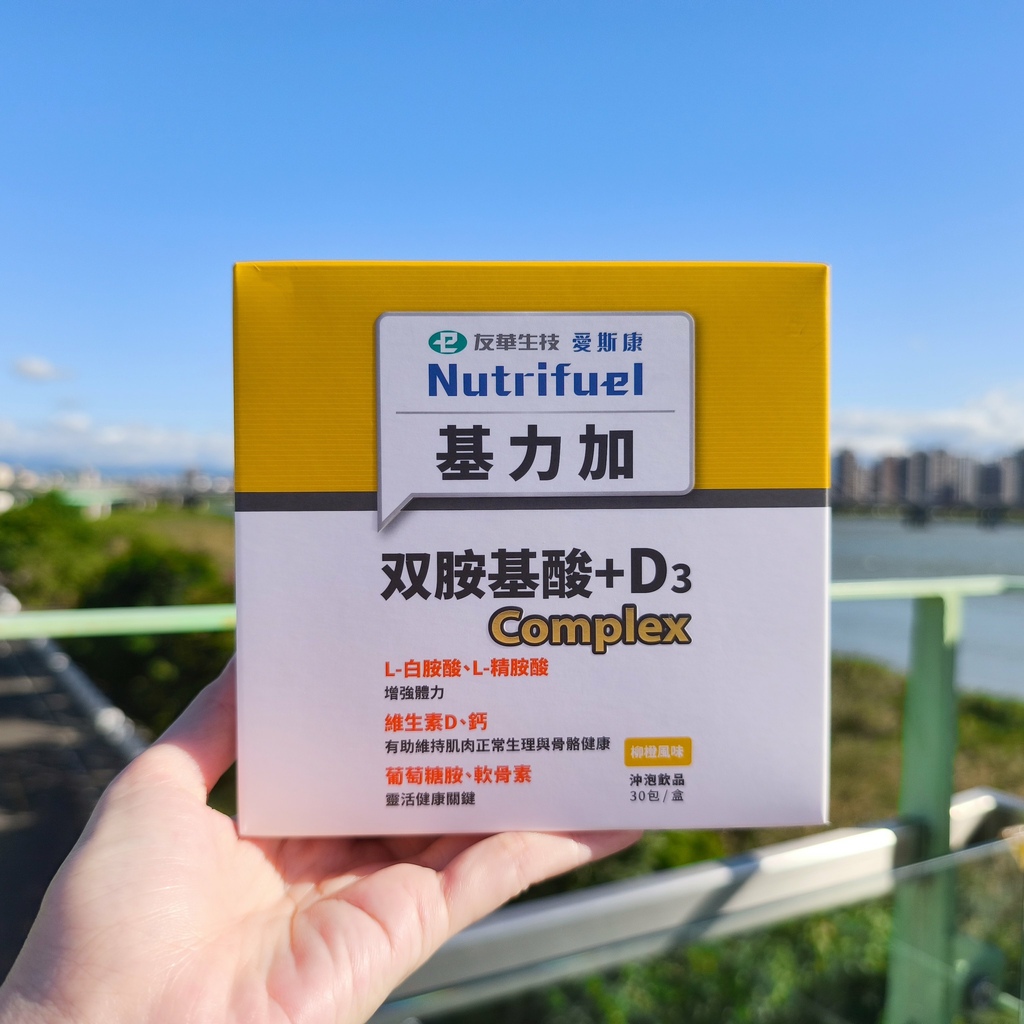 友華生技 愛斯康
Nutrifuel
基力加
双胺基酸+D3
Complex
L-白胺酸、L-精胺酸
增強體力
維生素D、鈣
有助維持肌肉正常生理與骨骼健康
葡萄糖胺、軟骨素
靈活健康關鍵
柳橙風味
沖泡飲品
30包/盒